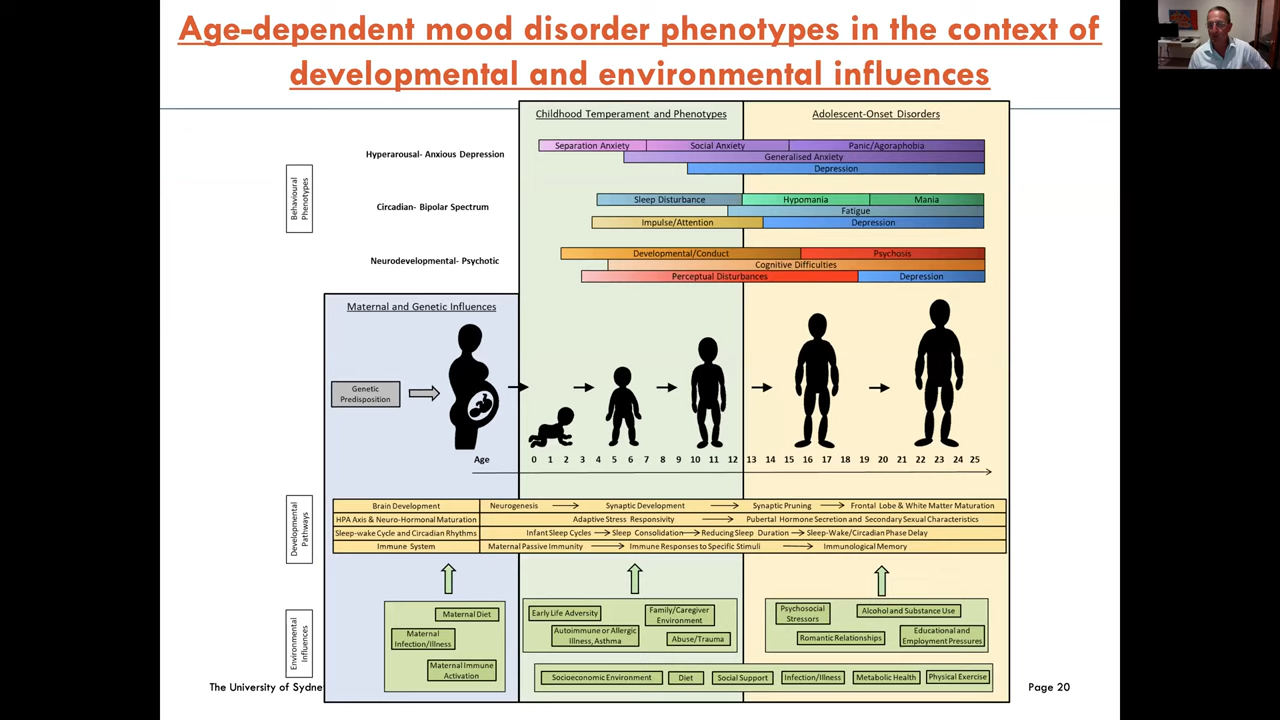 Age-dependent mood disorder phenotypes in the context of
developmental and environmental influences
Childhood Temperament and Phenotypes
Adolescent-Onset Disorders
Behavioural
Phenotypes
Hyperarousal- Anxious Depression
Separation Anxiety
Social Anxiety
Panic/Agoraphobia
Generalised Anxiety
Depression
Circadian- Bipolar Spectrum
Sleep Disturbance
Hypomania
Mania
Fatigue
Impulse/Attention
Depression
Neurodevelopmental- Psychotic
Developmental/Conduct
Psychosis
Cognitive Difficulties
Perceptual Disturbances
Depression
Maternal and Genetic Influences
Genetic
Predisposition
Age 0 1 2 3 4 5 6 7 8 9 10 11 12 13 14 15 16 17 18 19 20 21 22 23 24 25
Developmental
Pathways
Brain Development
Neurogenesis
Synaptic Development
Synaptic Pruning
Frontal Lobe & White Matter Maturation
HPA Axis & Neuro-Hormonal Maturation
Adaptive Stress Responsivity
Pubertal Hormone Secretion and Secondary Sexual Characteristics
Sleep-wake Cycle and Circadian Rhythms
Infant Sleep Cycles
Sleep Consolidation
Reducing Sleep Duration
Sleep-Wake/Circadian Phase Delay
Immune System
Maternal Passive Immunity
Immune Responses to Specific Stimuli
Immunological Memory
Environmental
Influences
Maternal Diet
Maternal
Infection/Illness
Maternal Immune
Activation
Early Life Adversity
Family/Caregiver
Environment
Autoimmune or Allergic
Illness, Asthma
Abuse/Trauma
Psychosocial
Stressors
Alcohol and Substance Use
Romantic Relationships
Educational and
Employment Pressures
Socioeconomic Environment
Diet
Social Support
Infection/Illness
Metabolic Health
Physical Exercise
The University of Sydney
Page 20